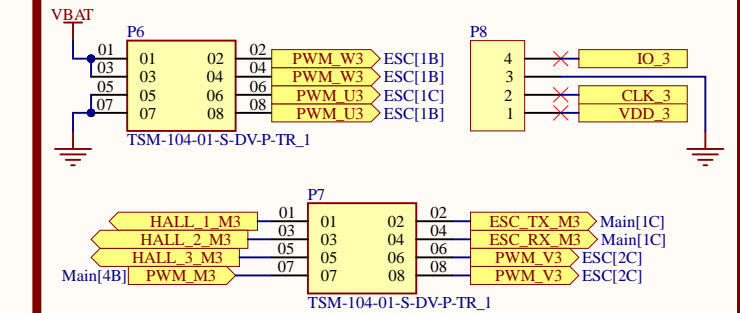 VBAT
P6
01 01 02 02 PWM_W3 ESC[1B]
03 03 04 04 PWM_W3 ESC[1B]
05 05 06 06 PWM_U3 ESC[1C]
07 07 08 08 PWM_U3 ESC[1B]
TSM-104-01-S-DV-P-TR_1
P8
4 IO_3
3
2 CLK_3
1 VDD_3
P7
HALL_1_M3 01 01 02 02 ESC_TX_M3 Main[1C]
HALL_2_M3 03 03 04 04 ESC_RX_M3 Main[1C]
HALL_3_M3 05 05 06 06 PWM_V3 ESC[2C]
Main[4B] PWM_M3 07 07 08 08 PWM_V3 ESC[2C]
TSM-104-01-S-DV-P-TR_1